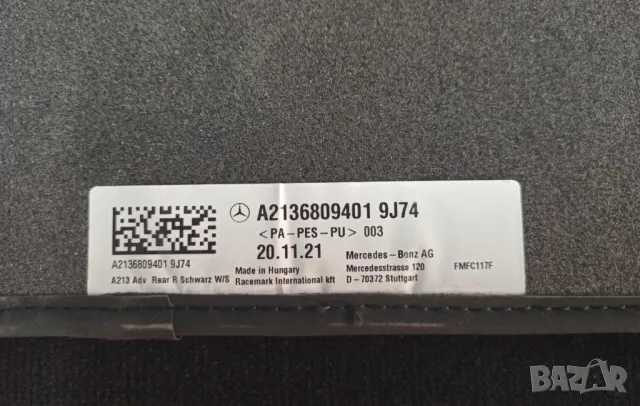 A2136809401 9J74
<PA-PES-PU> 003
20.11.21
Mercedes-Benz AG
A2136809401 9J74
Made in Hungary
Mercedesstrasse 120
FMFC117F
A213 Adv Rear R Schwarz W/S
Racemark International kft
D-70372 Stuttgart
BAZAR